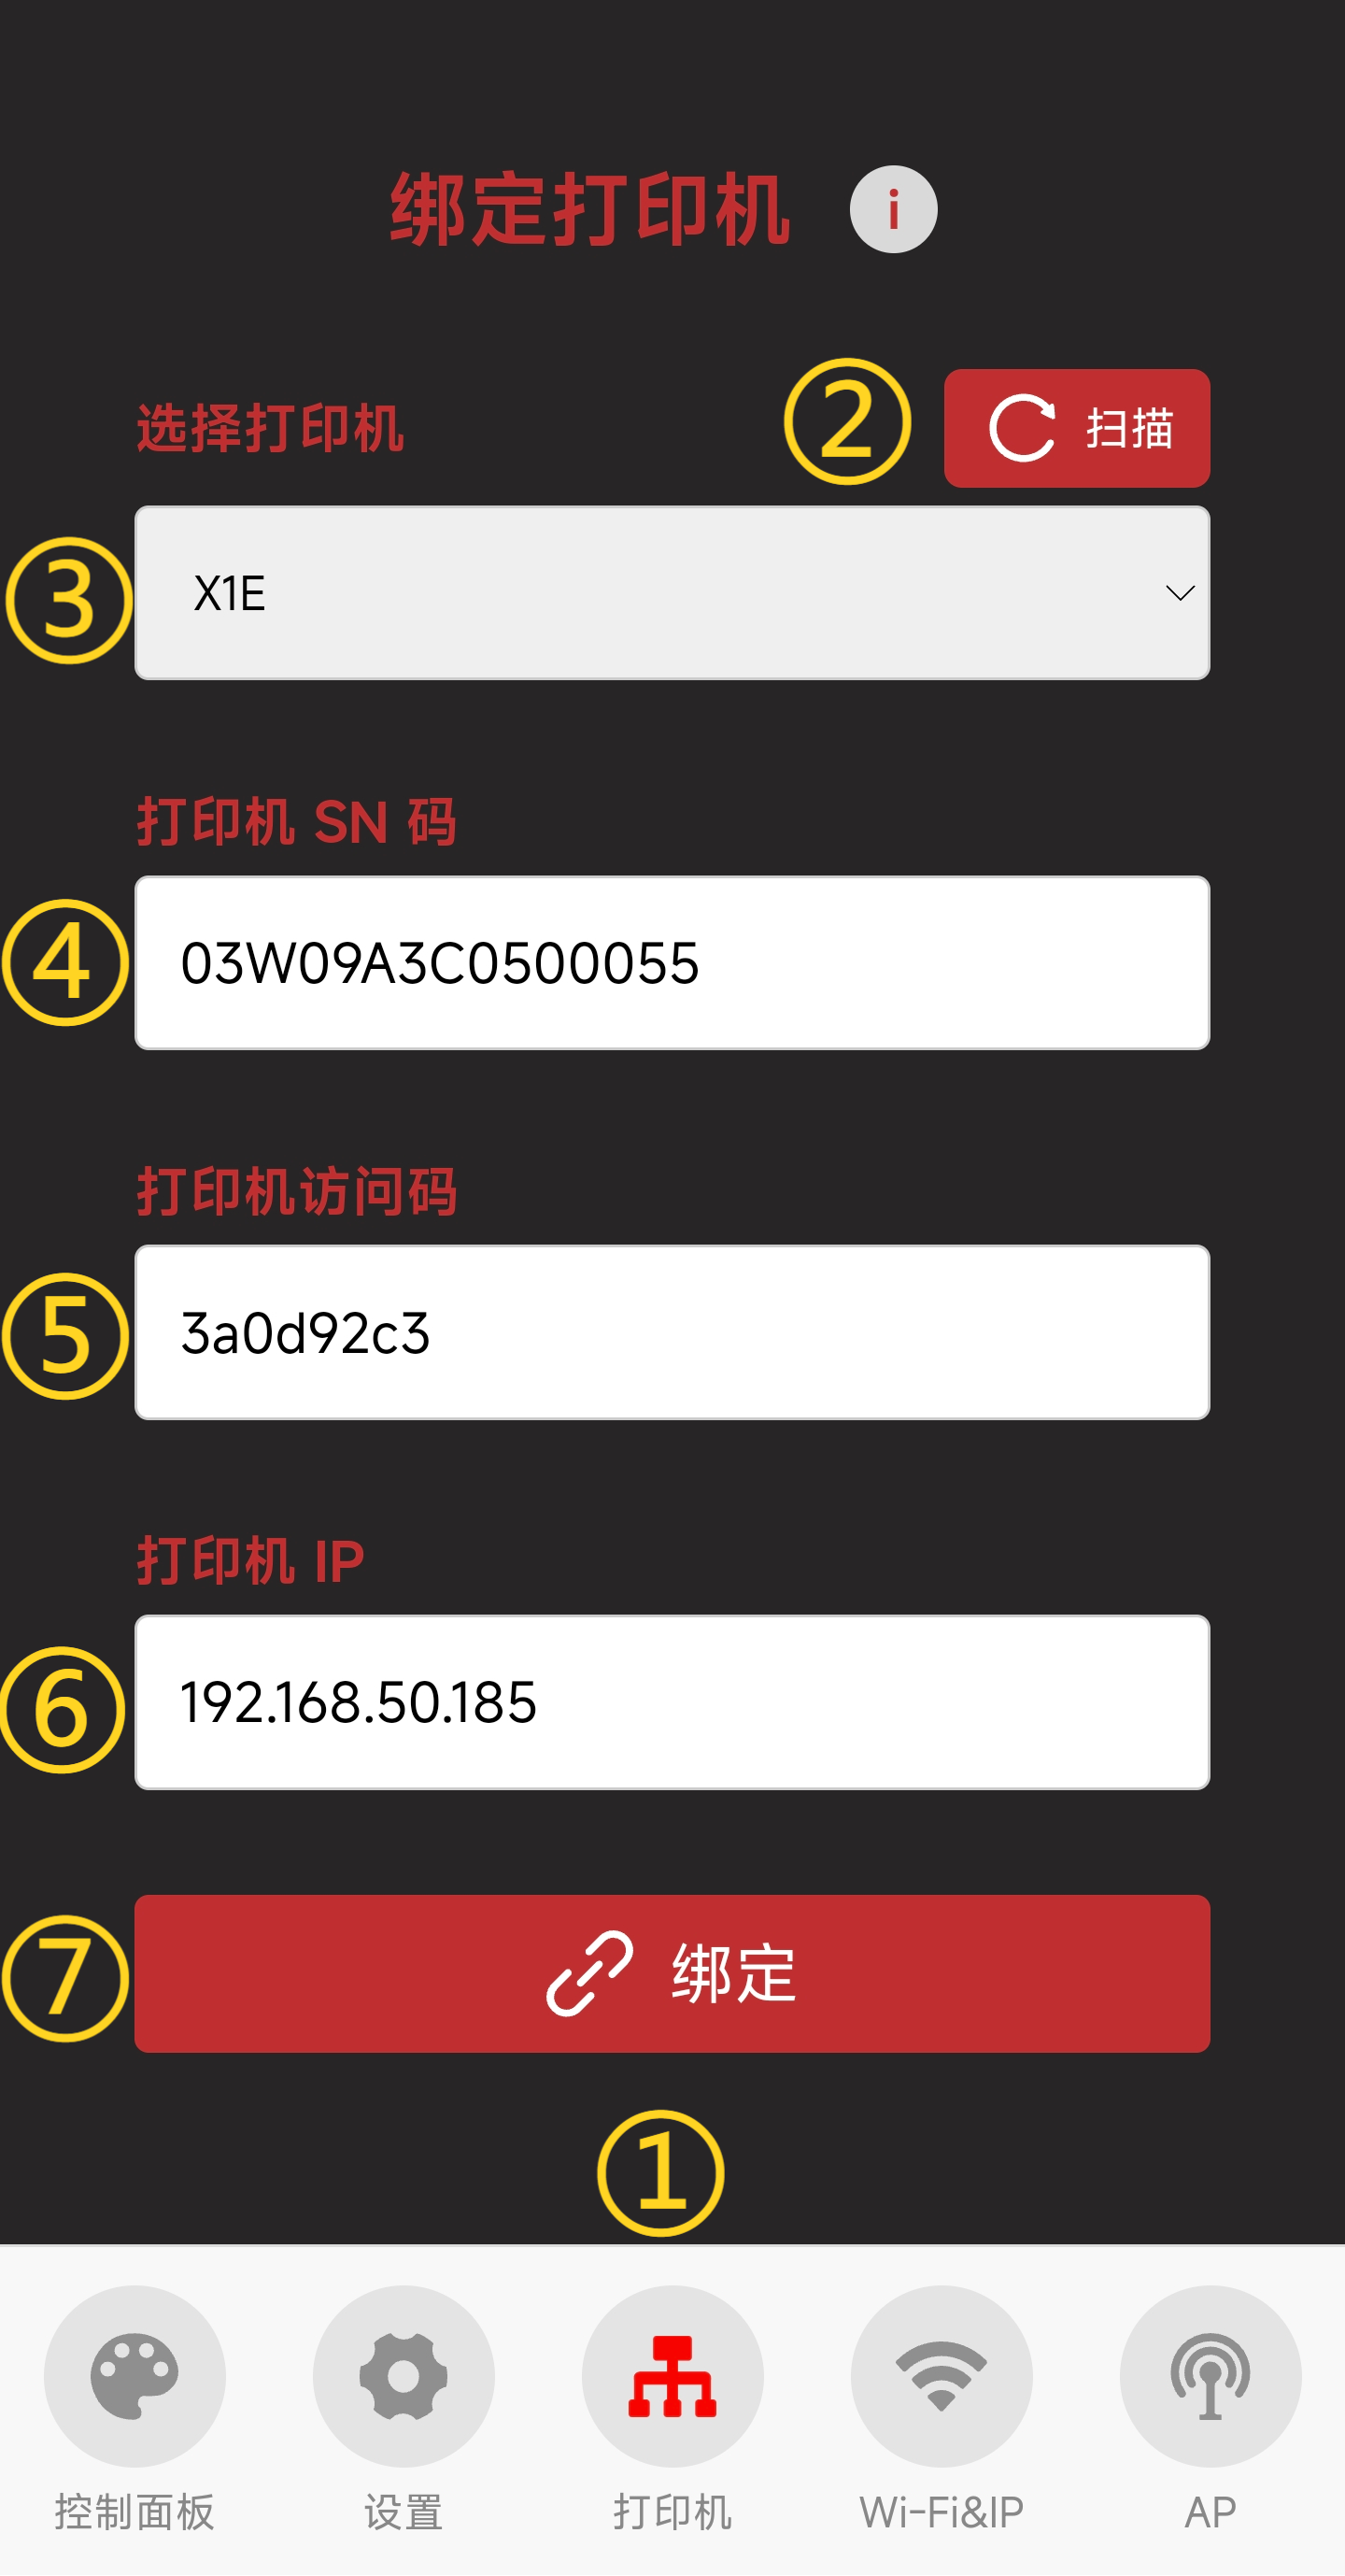 绑定打印机 i
选择打印机 ② 扫描
③ X1E
打印机 SN 码
④ 03W09A3C0500055
打印机访问码
⑤ 3a0d92c3
打印机 IP
⑥ 192.168.50.185
⑦ 绑定
①
控制面板 设置 打印机 Wi-Fi&IP AP